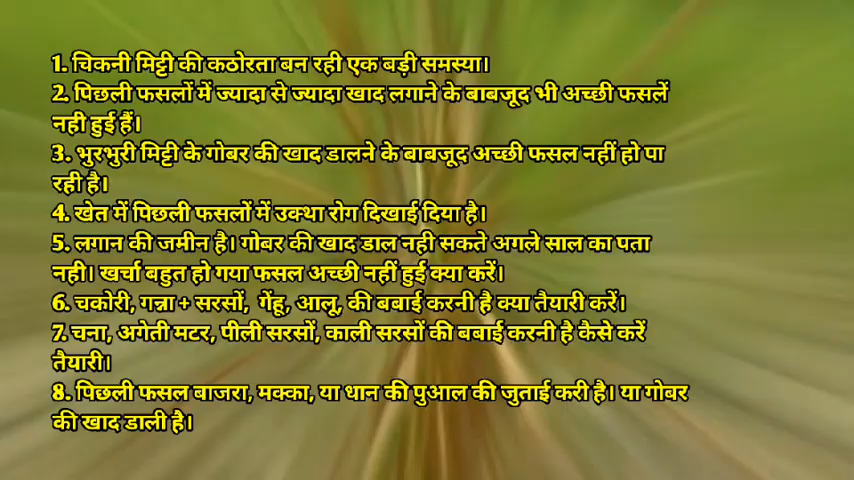 1. चिकनी मिट्टी की कठोरता बन रही एक बड़ी समस्या।
2. पिछली फसलों में ज्यादा से ज्यादा खाद लगाने के बाबजूद भी अच्छी फसलें
नही हुई हैं।
3. भुरभुरी मिट्टी के गोबर की खाद डालने के बाबजूद अच्छी फसल नहीं हो पा
रही है।
4. खेत में पिछली फसलों में उक्था रोग दिखाई दिया है।
5. लगान की जमीन है। गोबर की खाद डाल नही सकते अगले साल का पता
नही। खर्चा बहुत हो गया फसल अच्छी नहीं हुई क्या करें।
6. चकोरी, गन्ना + सरसों, गेंहू, आलू, की बबाई करनी है क्या तैयारी करें।
7. चना, अगेती मटर, पीली सरसों, काली सरसों की बबाई करनी है कैसे करें
तैयारी।
8. पिछली फसल बाजरा, मक्का, या धान की पुआल की जुताई करी है। या गोबर
की खाद डाली है।